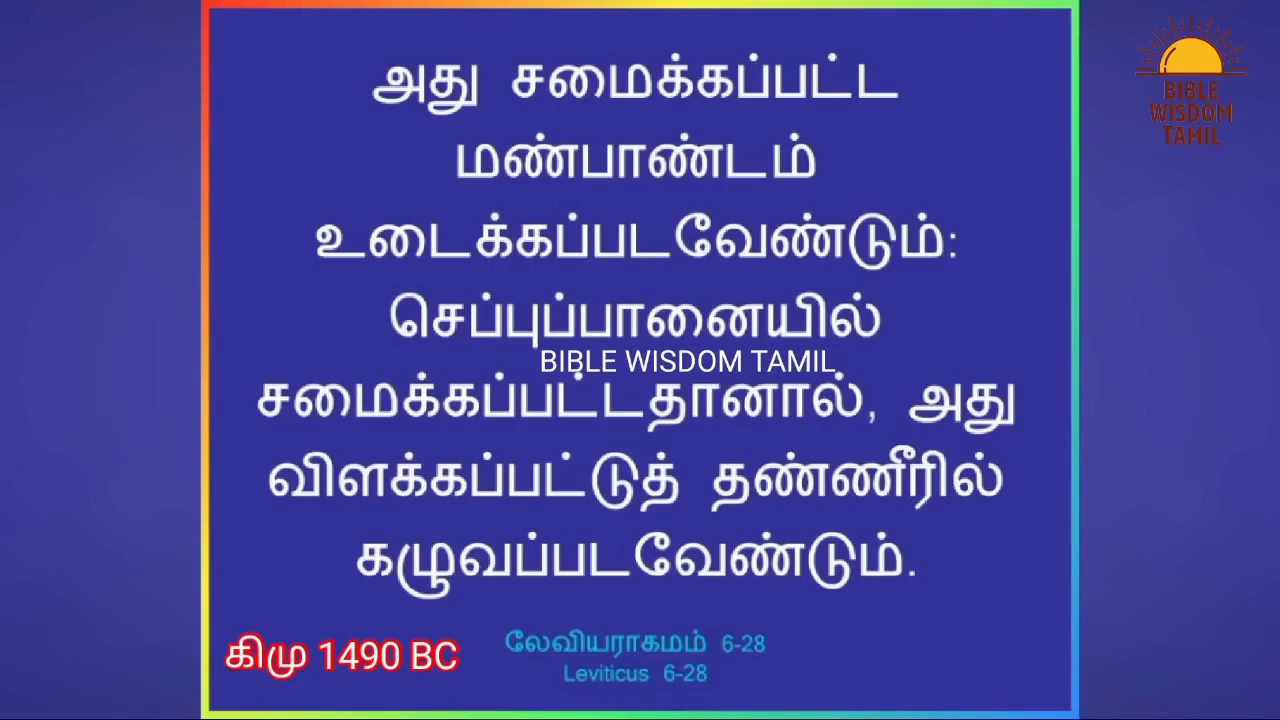 அது சமைக்கப்பட்ட
மண்பாண்டம்
உடைக்கப்படவேண்டும்:
செப்புப்பானையில்
BIBLE WISDOM TAMIL
சமைக்கப்பட்டதானால், அது
விளக்கப்பட்டுத் தண்ணீரில்
கழுவப்படவேண்டும்.
கிமு 1490 BC
லேவியராகமம் 6-28
Leviticus 6-28
BIBLE
WISDOM
TAMIL